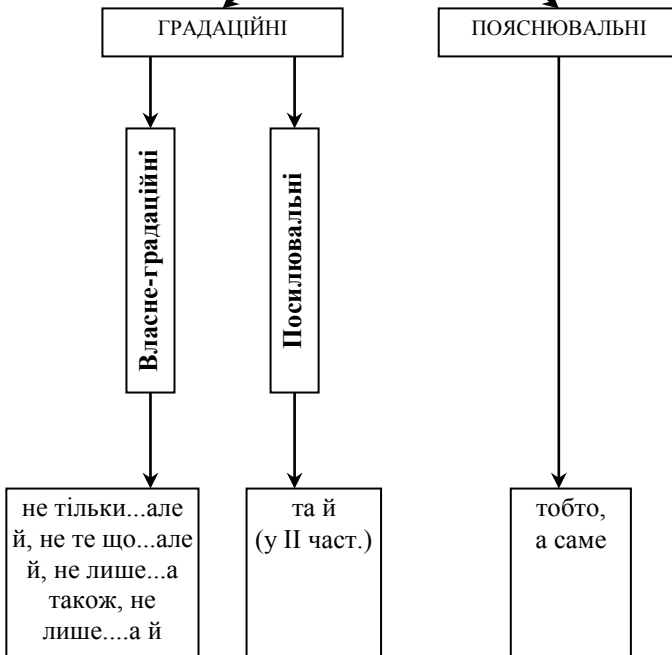 ГРАДАЦІЙНІ
ПОЯСНЮВАЛЬНІ
Власне-градаційні
Посилювальні
не тільки...але
й, не те що...але
й, не лише...а
також, не
лише....а й
та й
(у ІІ част.)
тобто,
а саме